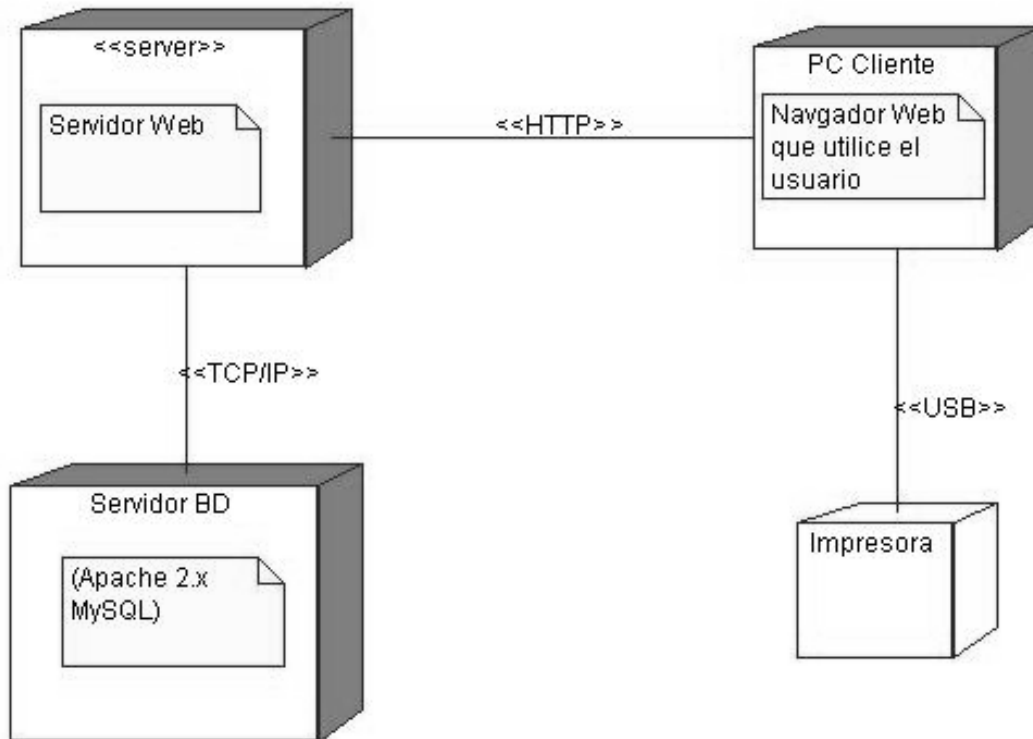 <<server>>
Servidor Web
<<HTTP>>
PC Cliente
Navgador Web
que utilice el
usuario
<<TCP/IP>>
<<USB>>
Servidor BD
(Apache 2.x
MySQL)
Impresora